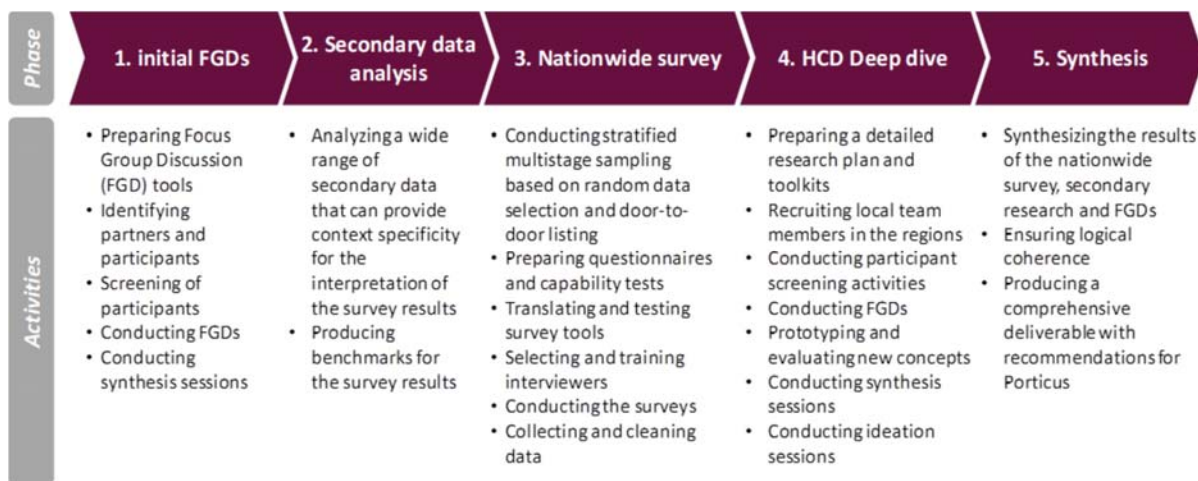 Phase
1. initial FGDs
2. Secondary data
analysis
3. Nationwide survey
4. HCD Deep dive
5. Synthesis
Activities
• Preparing Focus
Group Discussion
(FGD) tools
• Identifying
partners and
participants
• Screening of
participants
• Conducting FGDs
• Conducting
synthesis sessions
• Analyzing a wide
range of
secondary data
that can provide
context specificity
for the
interpretation of
the survey results
• Producing
benchmarks for
the survey results
• Conducting stratified
multistage sampling
based on random data
selection and door-to-
door listing
• Preparing questionnaires
and capability tests
• Translating and testing
survey tools
• Selecting and training
interviewers
• Conducting the surveys
• Collecting and cleaning
data
• Preparing a detailed
research plan and
toolkits
• Recruiting local team
members in the regions
• Conducting participant
screening activities
• Conducting FGDs
• Prototyping and
evaluating new concepts
• Conducting synthesis
sessions
• Conducting ideation
sessions
• Synthesizing the results
of the nationwide
survey, secondary
research and FGDs
• Ensuring logical
coherence
• Producing a
comprehensive
deliverable with
recommendations for
Porticus